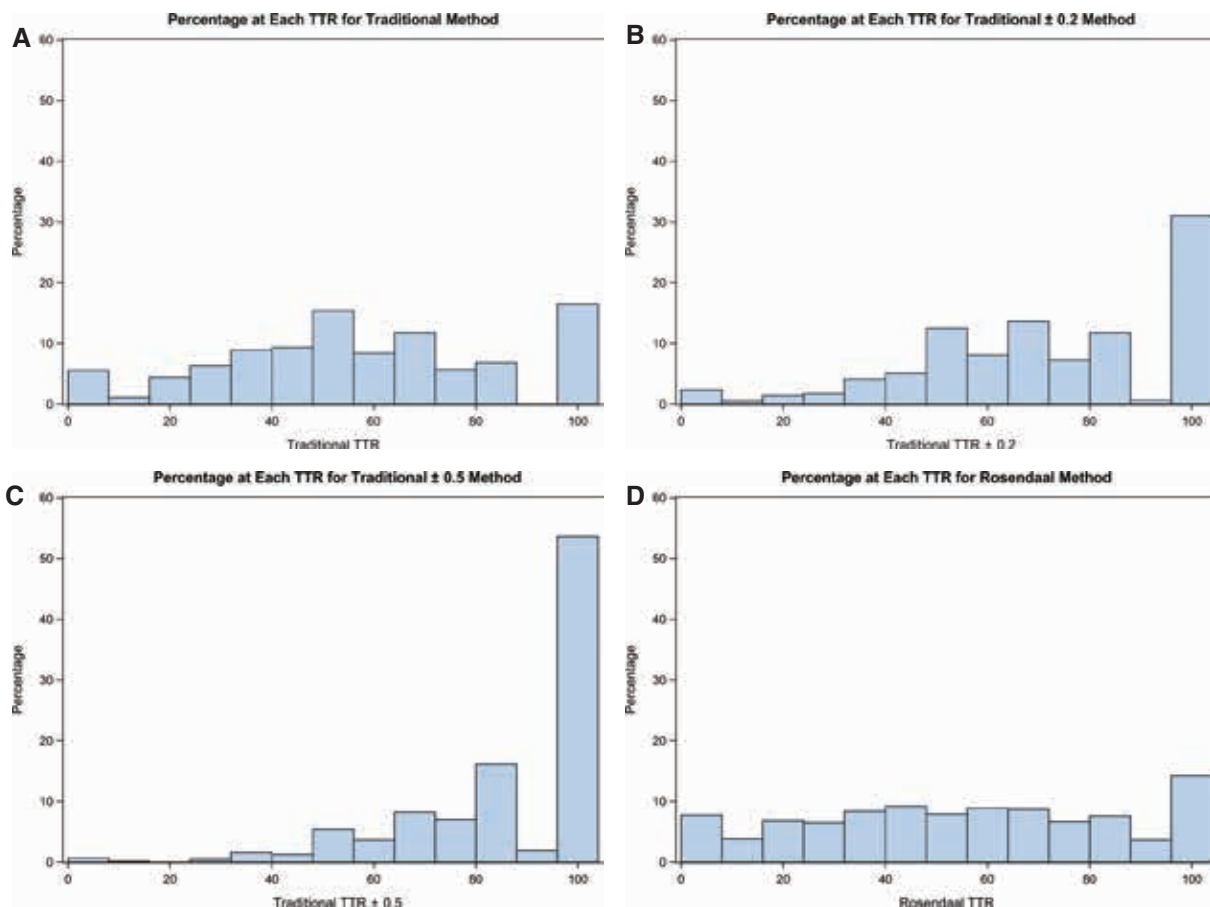 A
Percentage at Each TTR for Traditional Method
60
50
40
30
20
10
0
Percentage
0 20 40 60 80 100
Traditional TTR
B
Percentage at Each TTR for Traditional ± 0.2 Method
60
50
40
30
20
10
0
Percentage
0 20 40 60 80 100
Traditional TTR ± 0.2
C
Percentage at Each TTR for Traditional ± 0.5 Method
60
50
40
30
20
10
0
Percentage
0 20 40 60 80 100
Traditional TTR ± 0.5
D
Percentage at Each TTR for Rosendaal Method
60
50
40
30
20
10
0
Percentage
0 20 40 60 80 100
Rosendaal TTR